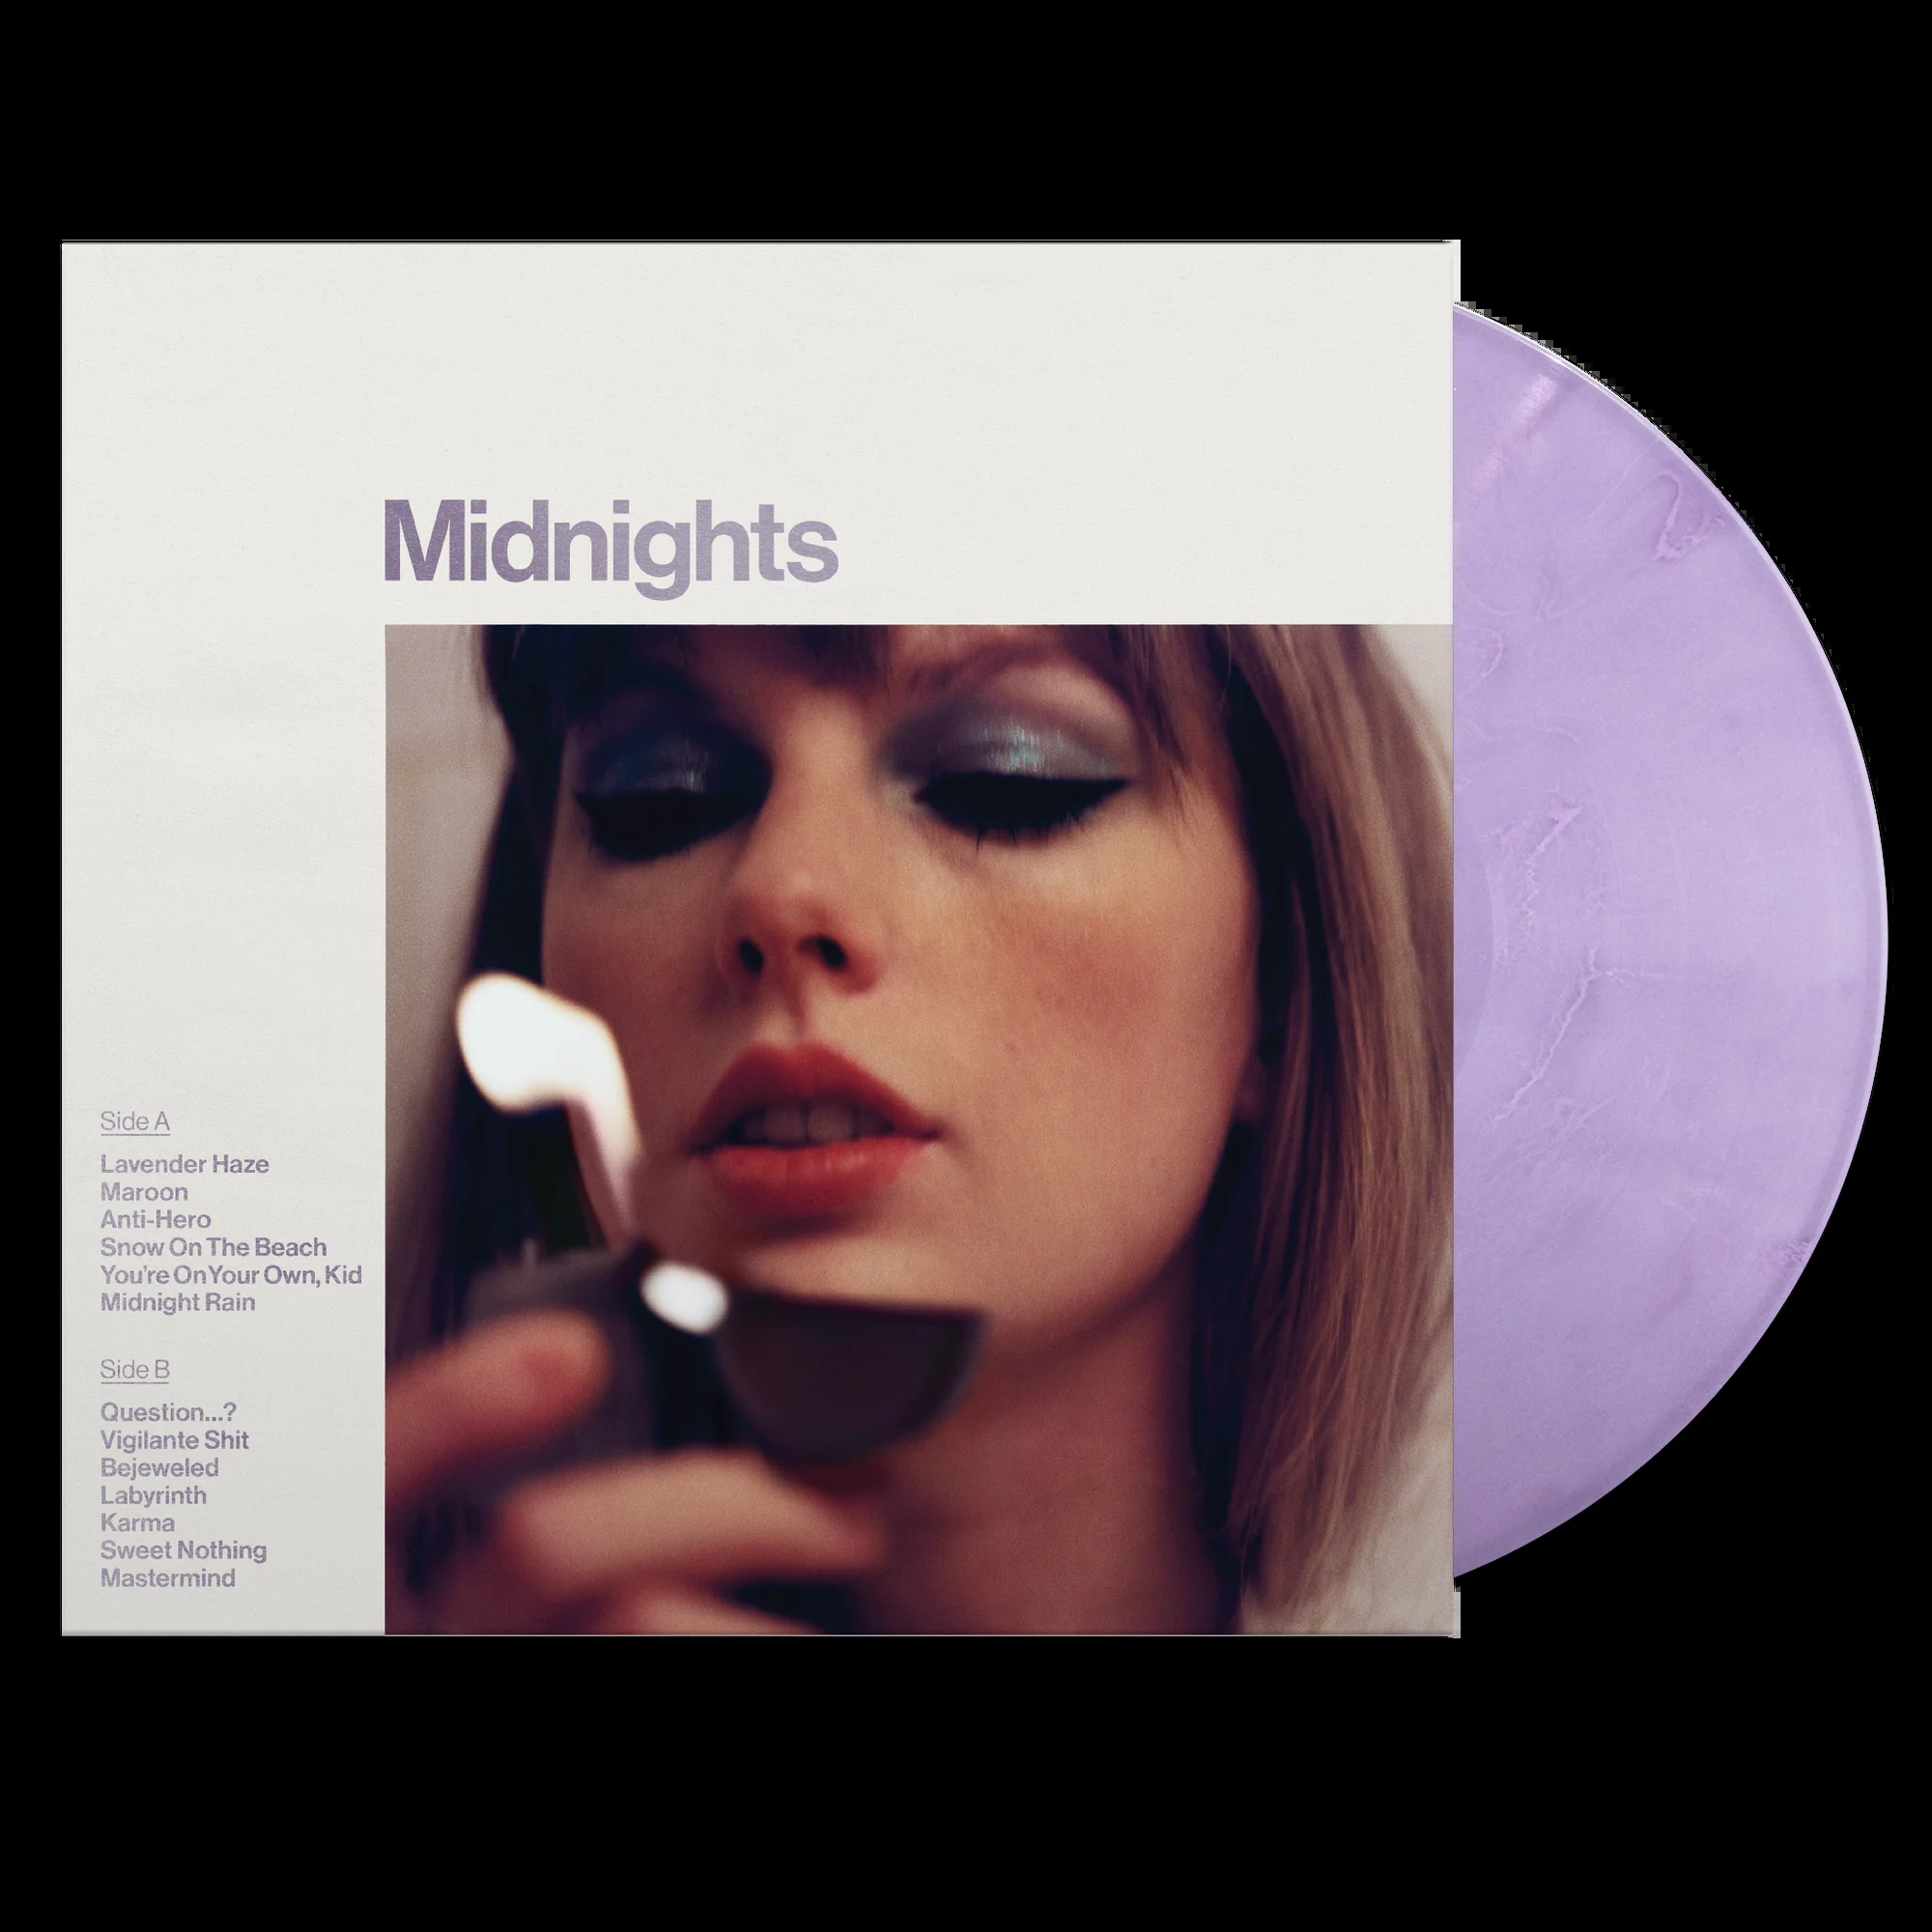 Midnights
Side A
Lavender Haze
Maroon
Anti-Hero
Snow On The Beach
You're On Your Own, Kid
Midnight Rain
Side B
Question...?
Vigilante Shit
Bejeweled
Labyrinth
Karma
Sweet Nothing
Mastermind